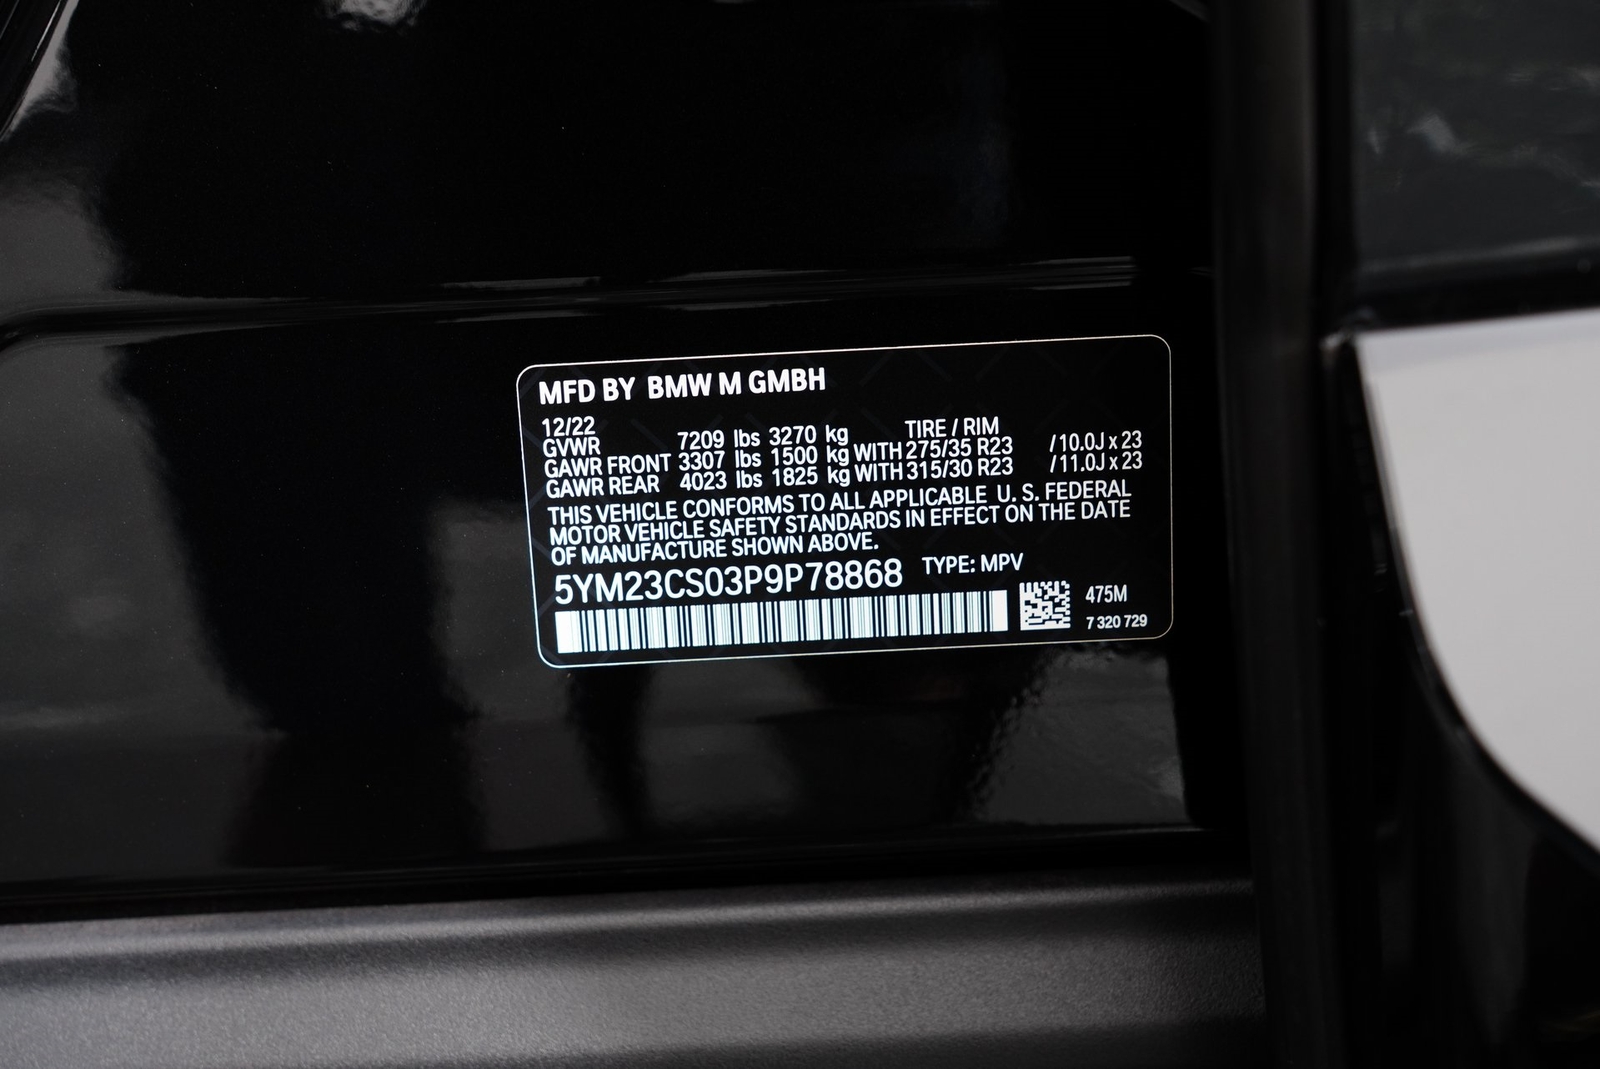 MFD BY BMW M GMBH
12/22 TIRE / RIM
GVWR 7209 lbs 3270 kg
GAWR FRONT 3307 lbs 1500 kg WITH 275/35 R23 /10.0J x 23
GAWR REAR 4023 lbs 1825 kg WITH 315/30 R23 /11.0J x 23
THIS VEHICLE CONFORMS TO ALL APPLICABLE U. S. FEDERAL
MOTOR VEHICLE SAFETY STANDARDS IN EFFECT ON THE DATE
OF MANUFACTURE SHOWN ABOVE.
5YM23CS03P9P78868 TYPE: MPV
475M
7 320 729